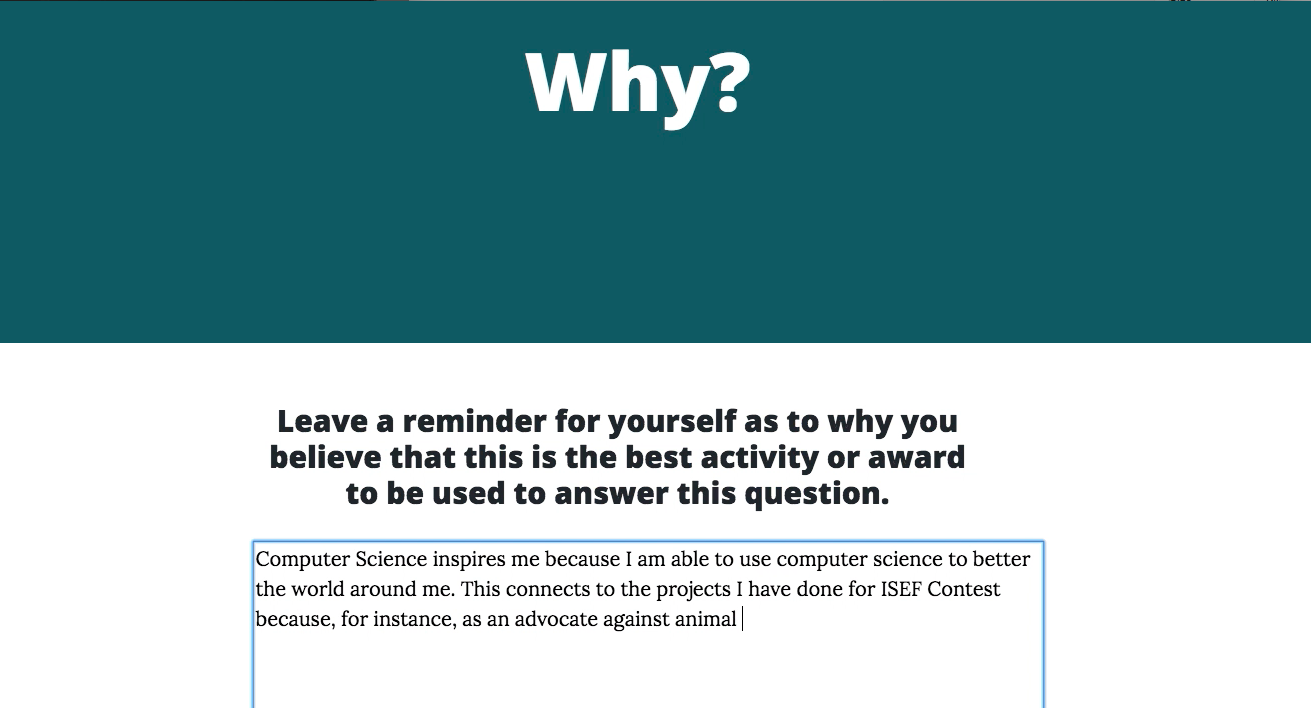 Why?
Leave a reminder for yourself as to why you
believe that this is the best activity or award
to be used to answer this question.
Computer Science inspires me because I am able to use computer science to better
the world around me. This connects to the projects I have done for ISEF Contest
because, for instance, as an advocate against animal